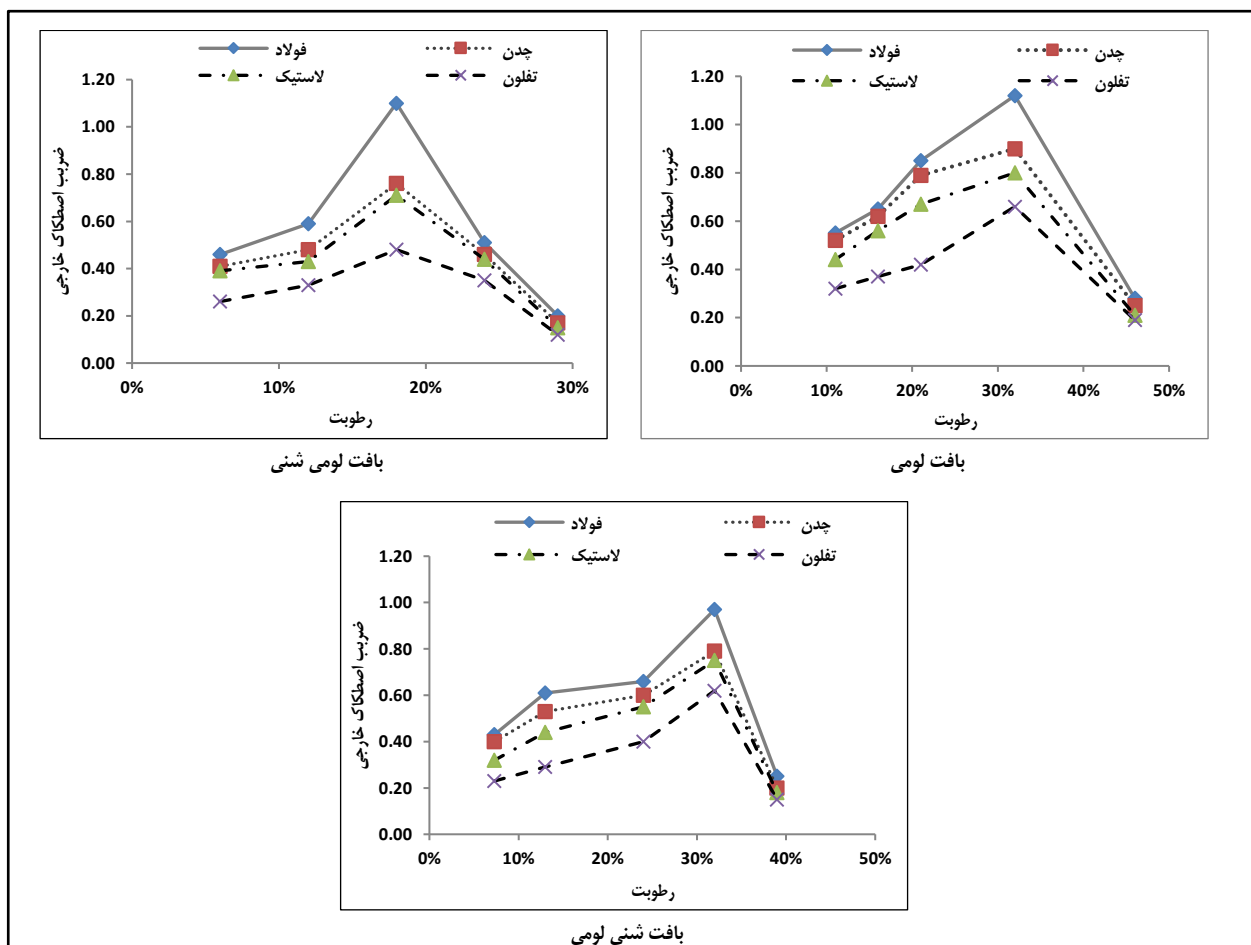 فولاد
چدن
لاستیک
تفلون
ضریب اصطکاک خارجی
1.20
1.00
0.80
0.60
0.40
0.20
0.00
0%
10%
20%
30%
رطوبت
بافت لومی شنی
فولاد
چدن
لاستیک
تفلون
ضریب اصطکاک خارجی
1.20
1.00
0.80
0.60
0.40
0.20
0.00
0%
10%
20%
30%
40%
50%
رطوبت
بافت لومی
فولاد
چدن
لاستیک
تفلون
ضریب اصطکاک خارجی
1.20
1.00
0.80
0.60
0.40
0.20
0.00
0%
10%
20%
30%
40%
50%
رطوبت
بافت شنی لومی